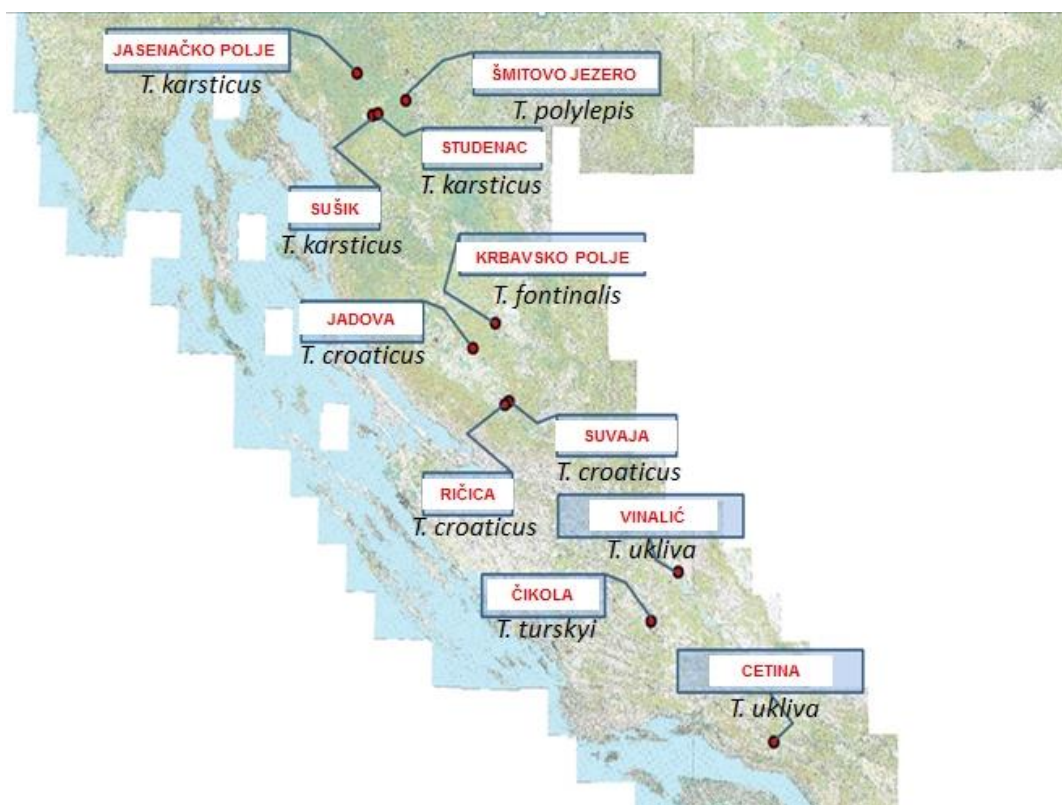 JASENAČKO POLJE
T. karsticus
ŠMITOVO JEZERO
T. polylepis
STUDENAC
T. karsticus
SUŠIK
T. karsticus
KRBAVSKO POLJE
T. fontinalis
JADOVA
T. croaticus
SUVAJA
T. croaticus
RIČICA
T. croaticus
VINALIĆ
T. ukliva
ČIKOLA
T. turskyi
CETINA
T. ukliva